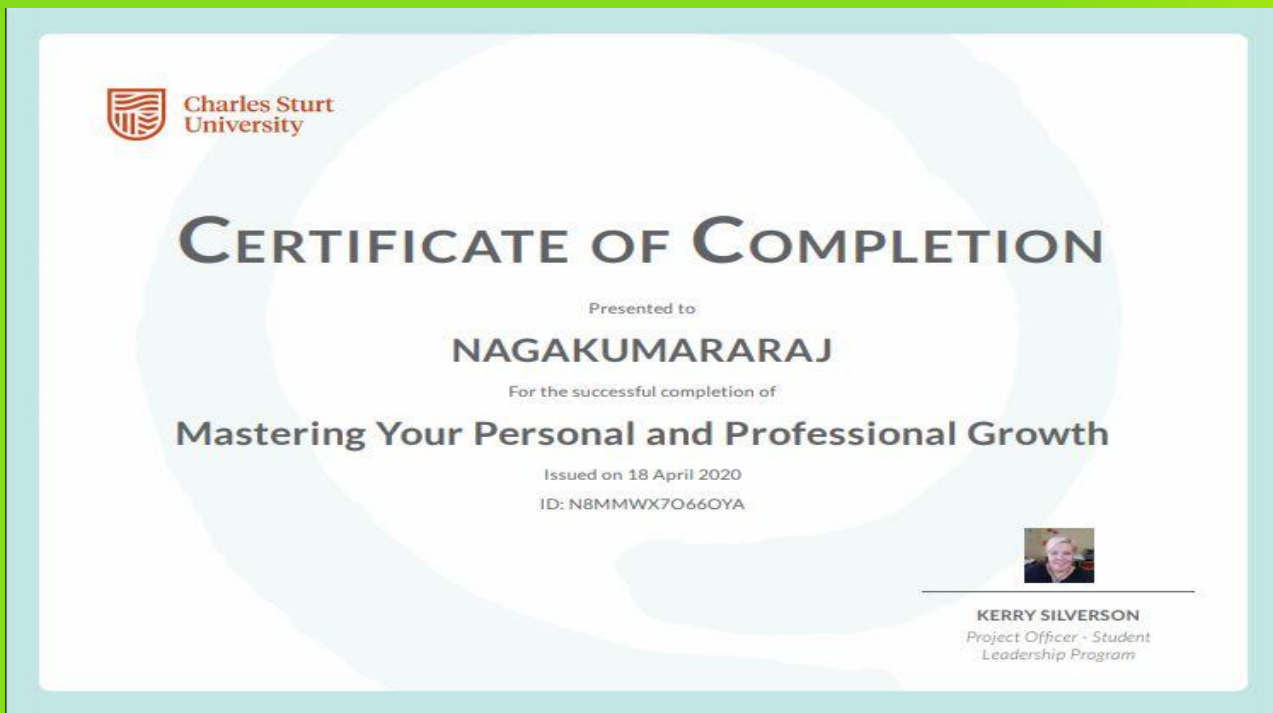 Charles Sturt
University
CERTIFICATE OF COMPLETION
Presented to
NAGAKUMARARAJ
For the successful completion of
Mastering Your Personal and Professional Growth
Issued on 18 April 2020
ID: N8MMWX7O66OYA
KERRY SILVERSON
Project Officer - Student
Leadership Program